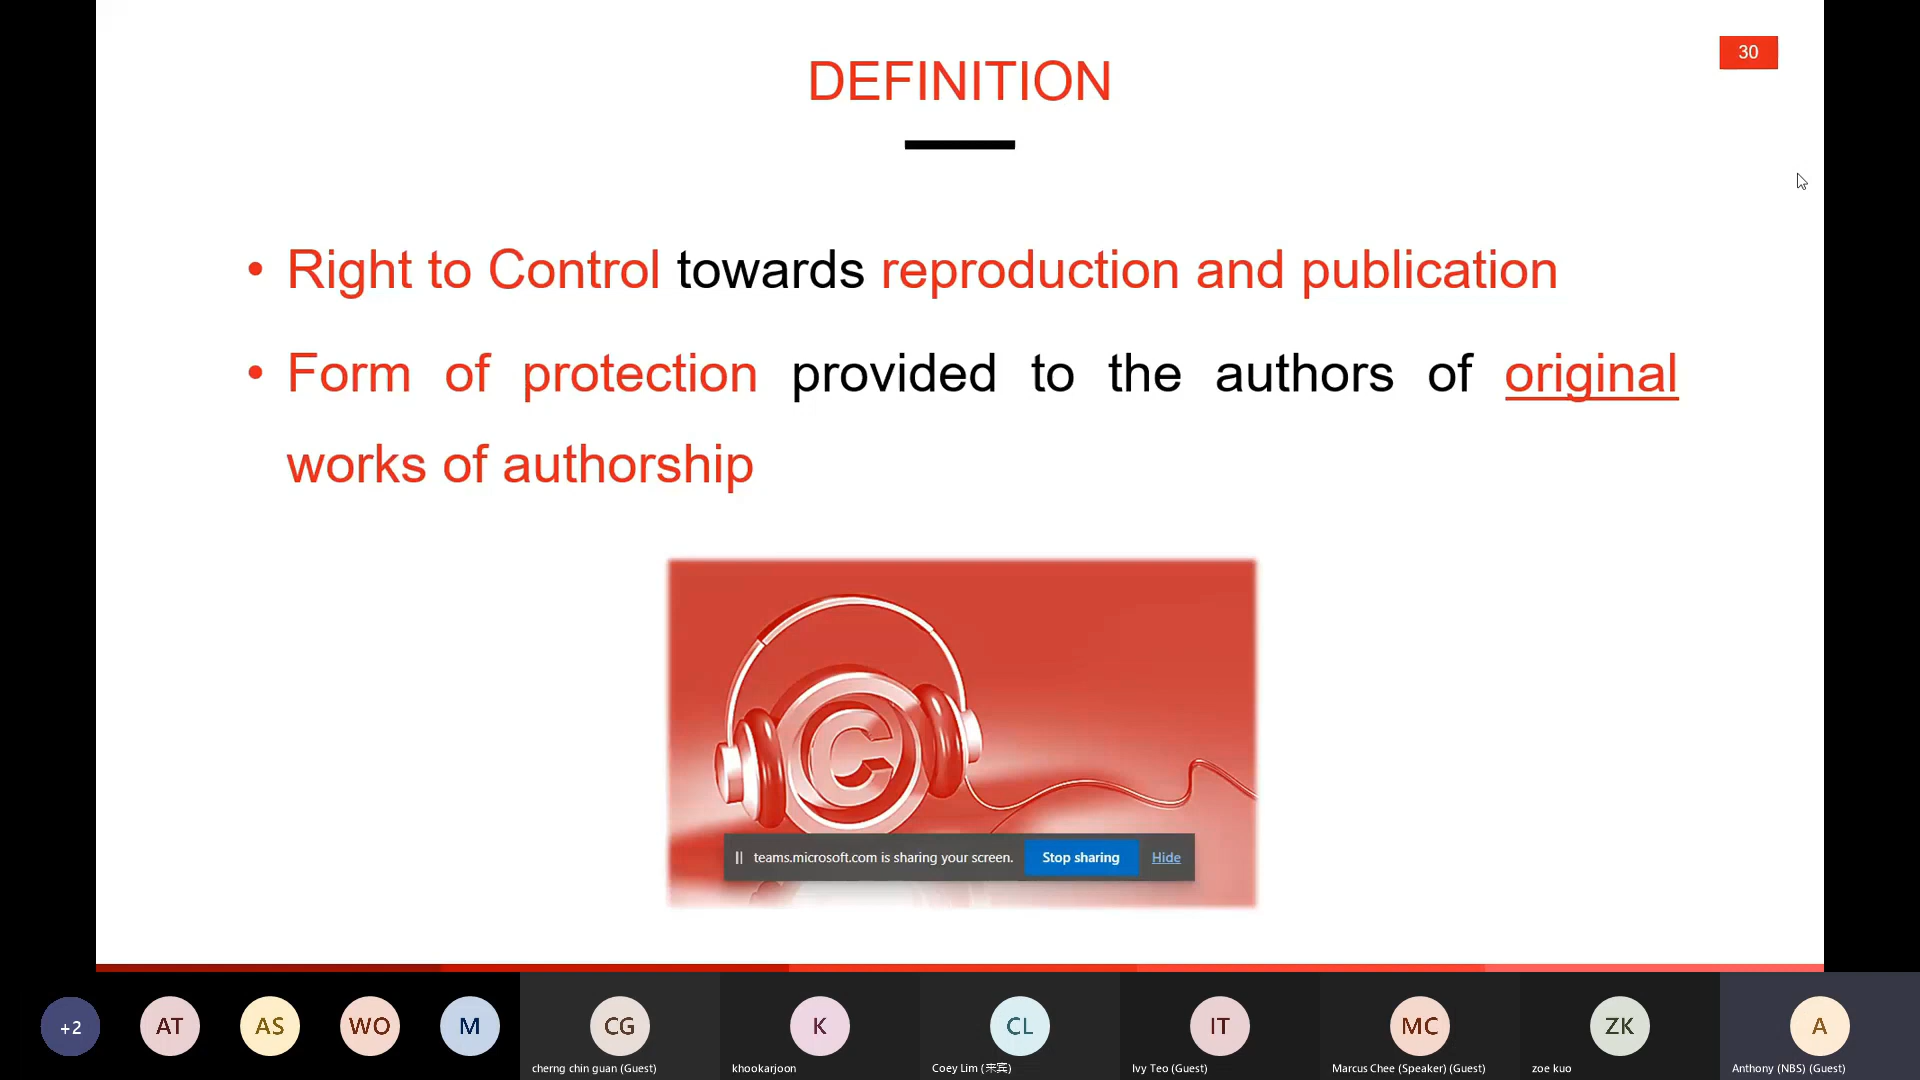 30
DEFINITION
• Right to Control towards reproduction and publication
• Form of protection provided to the authors of original
works of authorship
C
teams.microsoft.com is sharing your screen. Stop sharing Hide
+2 AT AS WO M CG K CL IT MC ZK A
cherng chin guan (Guest) khookarjoon Coey Lim (来宾) Ivy Teo (Guest) Marcus Chee (Speaker) (Guest) zoe kuo Anthony (NBS) (Guest)